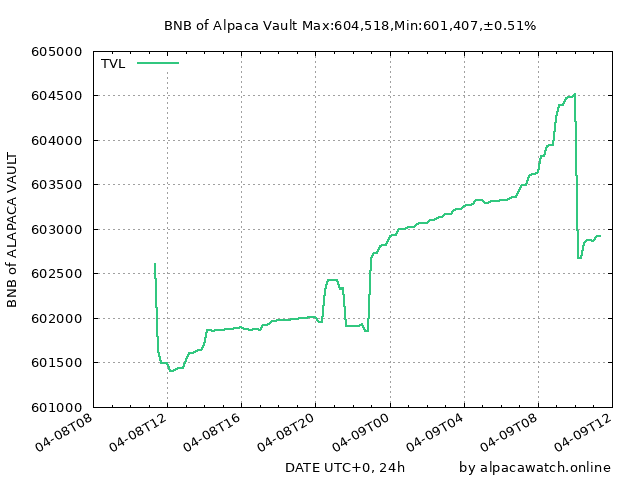 BNB of Alpaca Vault Max:604,518,Min:601,407,±0.51%
TVL
BNB of ALAPACA VAULT
605000
604500
604000
603500
603000
602500
602000
601500
601000
04-08T08
04-08T12
04-08T16
04-08T20
04-09T00
04-09T04
04-09T08
04-09T12
DATE UTC+0, 24h
by alpacawatch.online